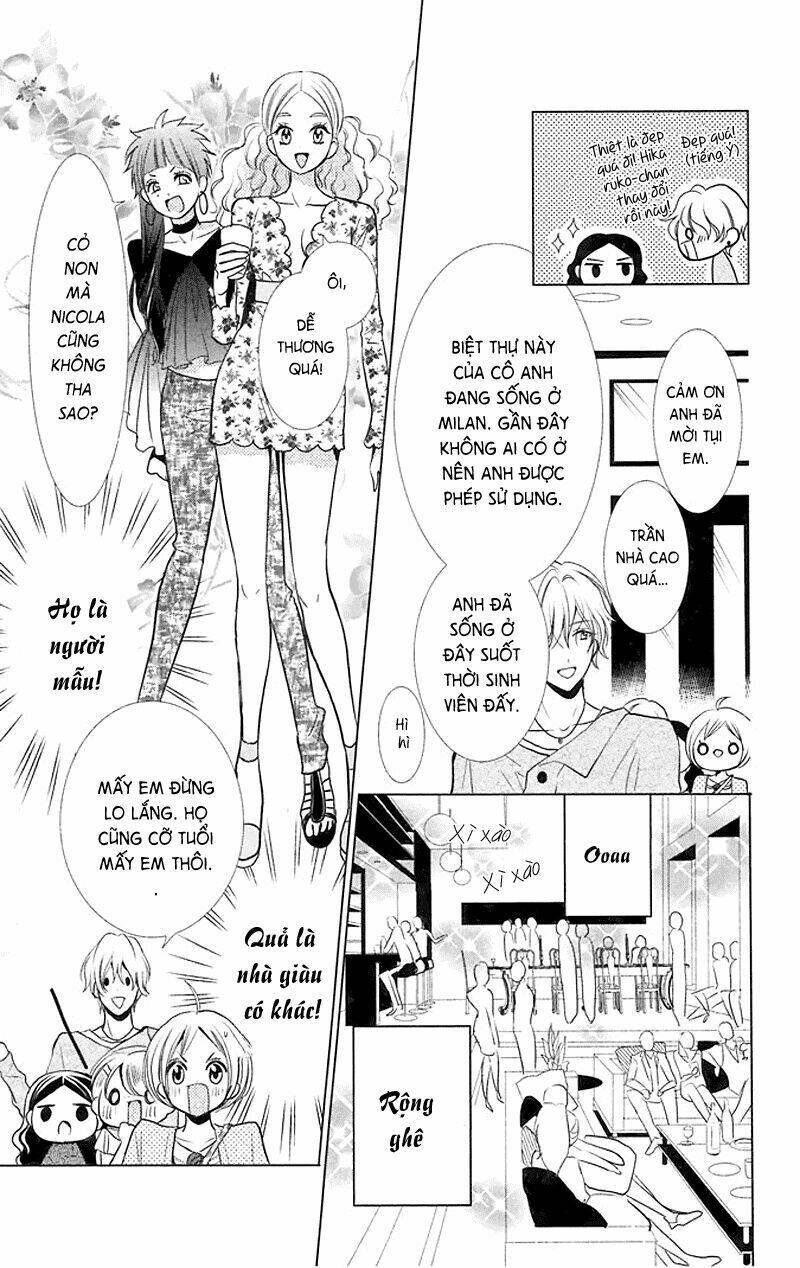 Đẹp quá!
(tiếng Ý)
Thiệt là đẹp
quá đi! Hika
ruko-chan
thay đổi
rồi này!
CẢM ƠN
ANH ĐÃ
MỜI TỤI
EM.
TRẦN
NHÀ CAO
QUÁ...
BIỆT THỰ NÀY
CỦA CÔ ANH
ĐANG SỐNG Ở
MILAN. GẦN ĐÂY
KHÔNG AI CÓ Ở
NÊN ANH ĐƯỢC
PHÉP SỬ DỤNG.
ANH ĐÃ
SỐNG Ở
ĐÂY SUỐT
THỜI SINH
VIÊN ĐẤY.
Hì
hì
Ooaa
Xì xào
Xì xào
Rộng
ghê
Ôi,
DỄ
THƯƠNG
QUÁ!
CỎ
NON
MÀ
NICOLA
CŨNG
KHÔNG
THA
SAO?
Họ là
người
mẫu!
MẤY EM ĐỪNG
LO LẮNG. HỌ
CŨNG CỠ TUỔI
MẤY EM THÔI.
Quả là
nhà giàu
có khác!